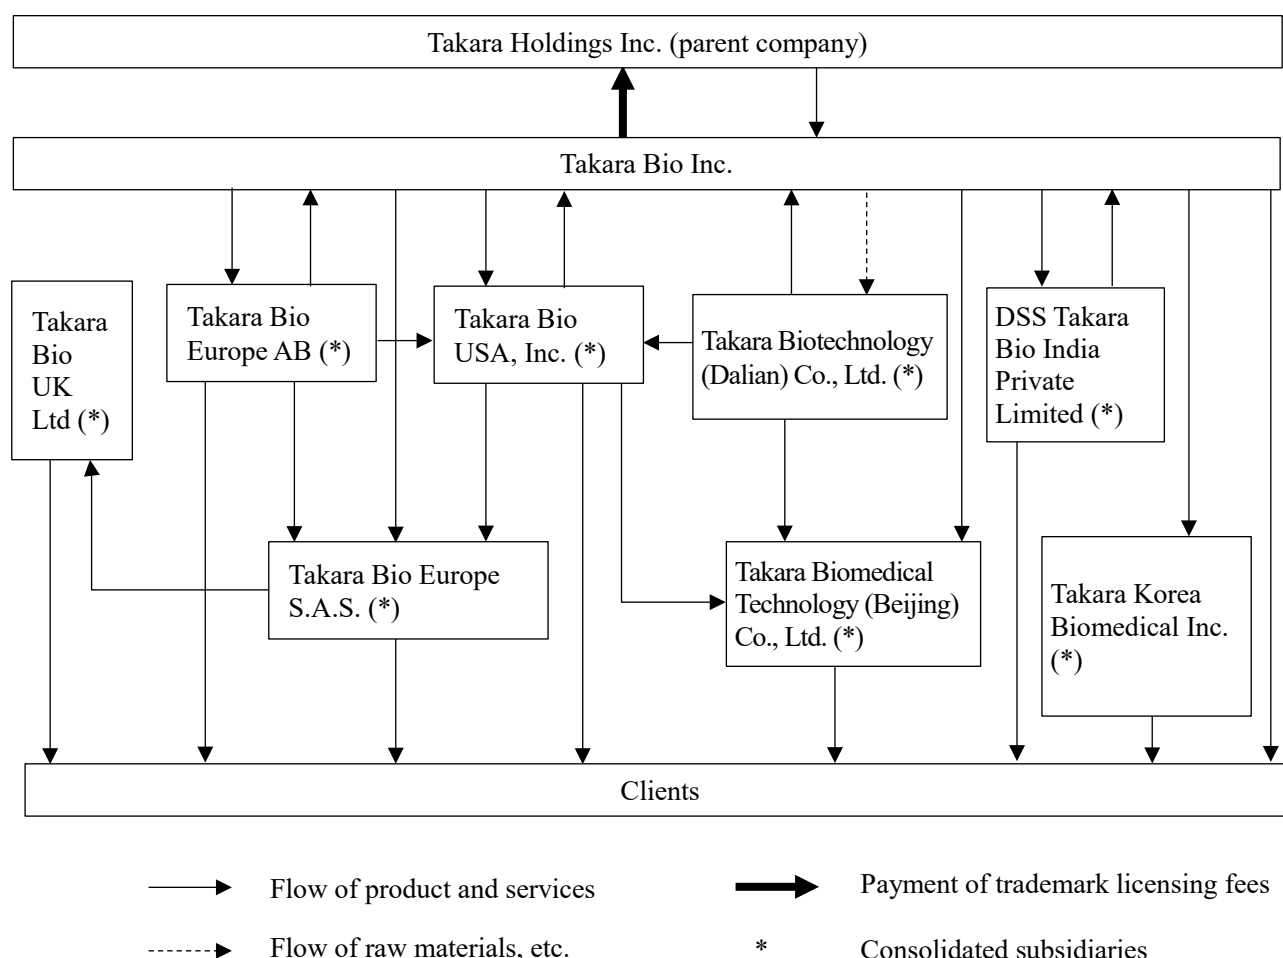 Takara Holdings Inc. (parent company)
Takara Bio Inc.
Takara
Bio
UK
Ltd (*)
Takara Bio
Europe AB (*)
Takara Bio
USA, Inc. (*)
Takara Biotechnology
(Dalian) Co., Ltd. (*)
DSS Takara
Bio India
Private
Limited (*)
Takara Bio Europe
S.A.S. (*)
Takara Biomedical
Technology (Beijing)
Co., Ltd. (*)
Takara Korea
Biomedical Inc.
(*)
Clients
Flow of product and services
Payment of trademark licensing fees
Flow of raw materials, etc.
* Consolidated subsidiaries